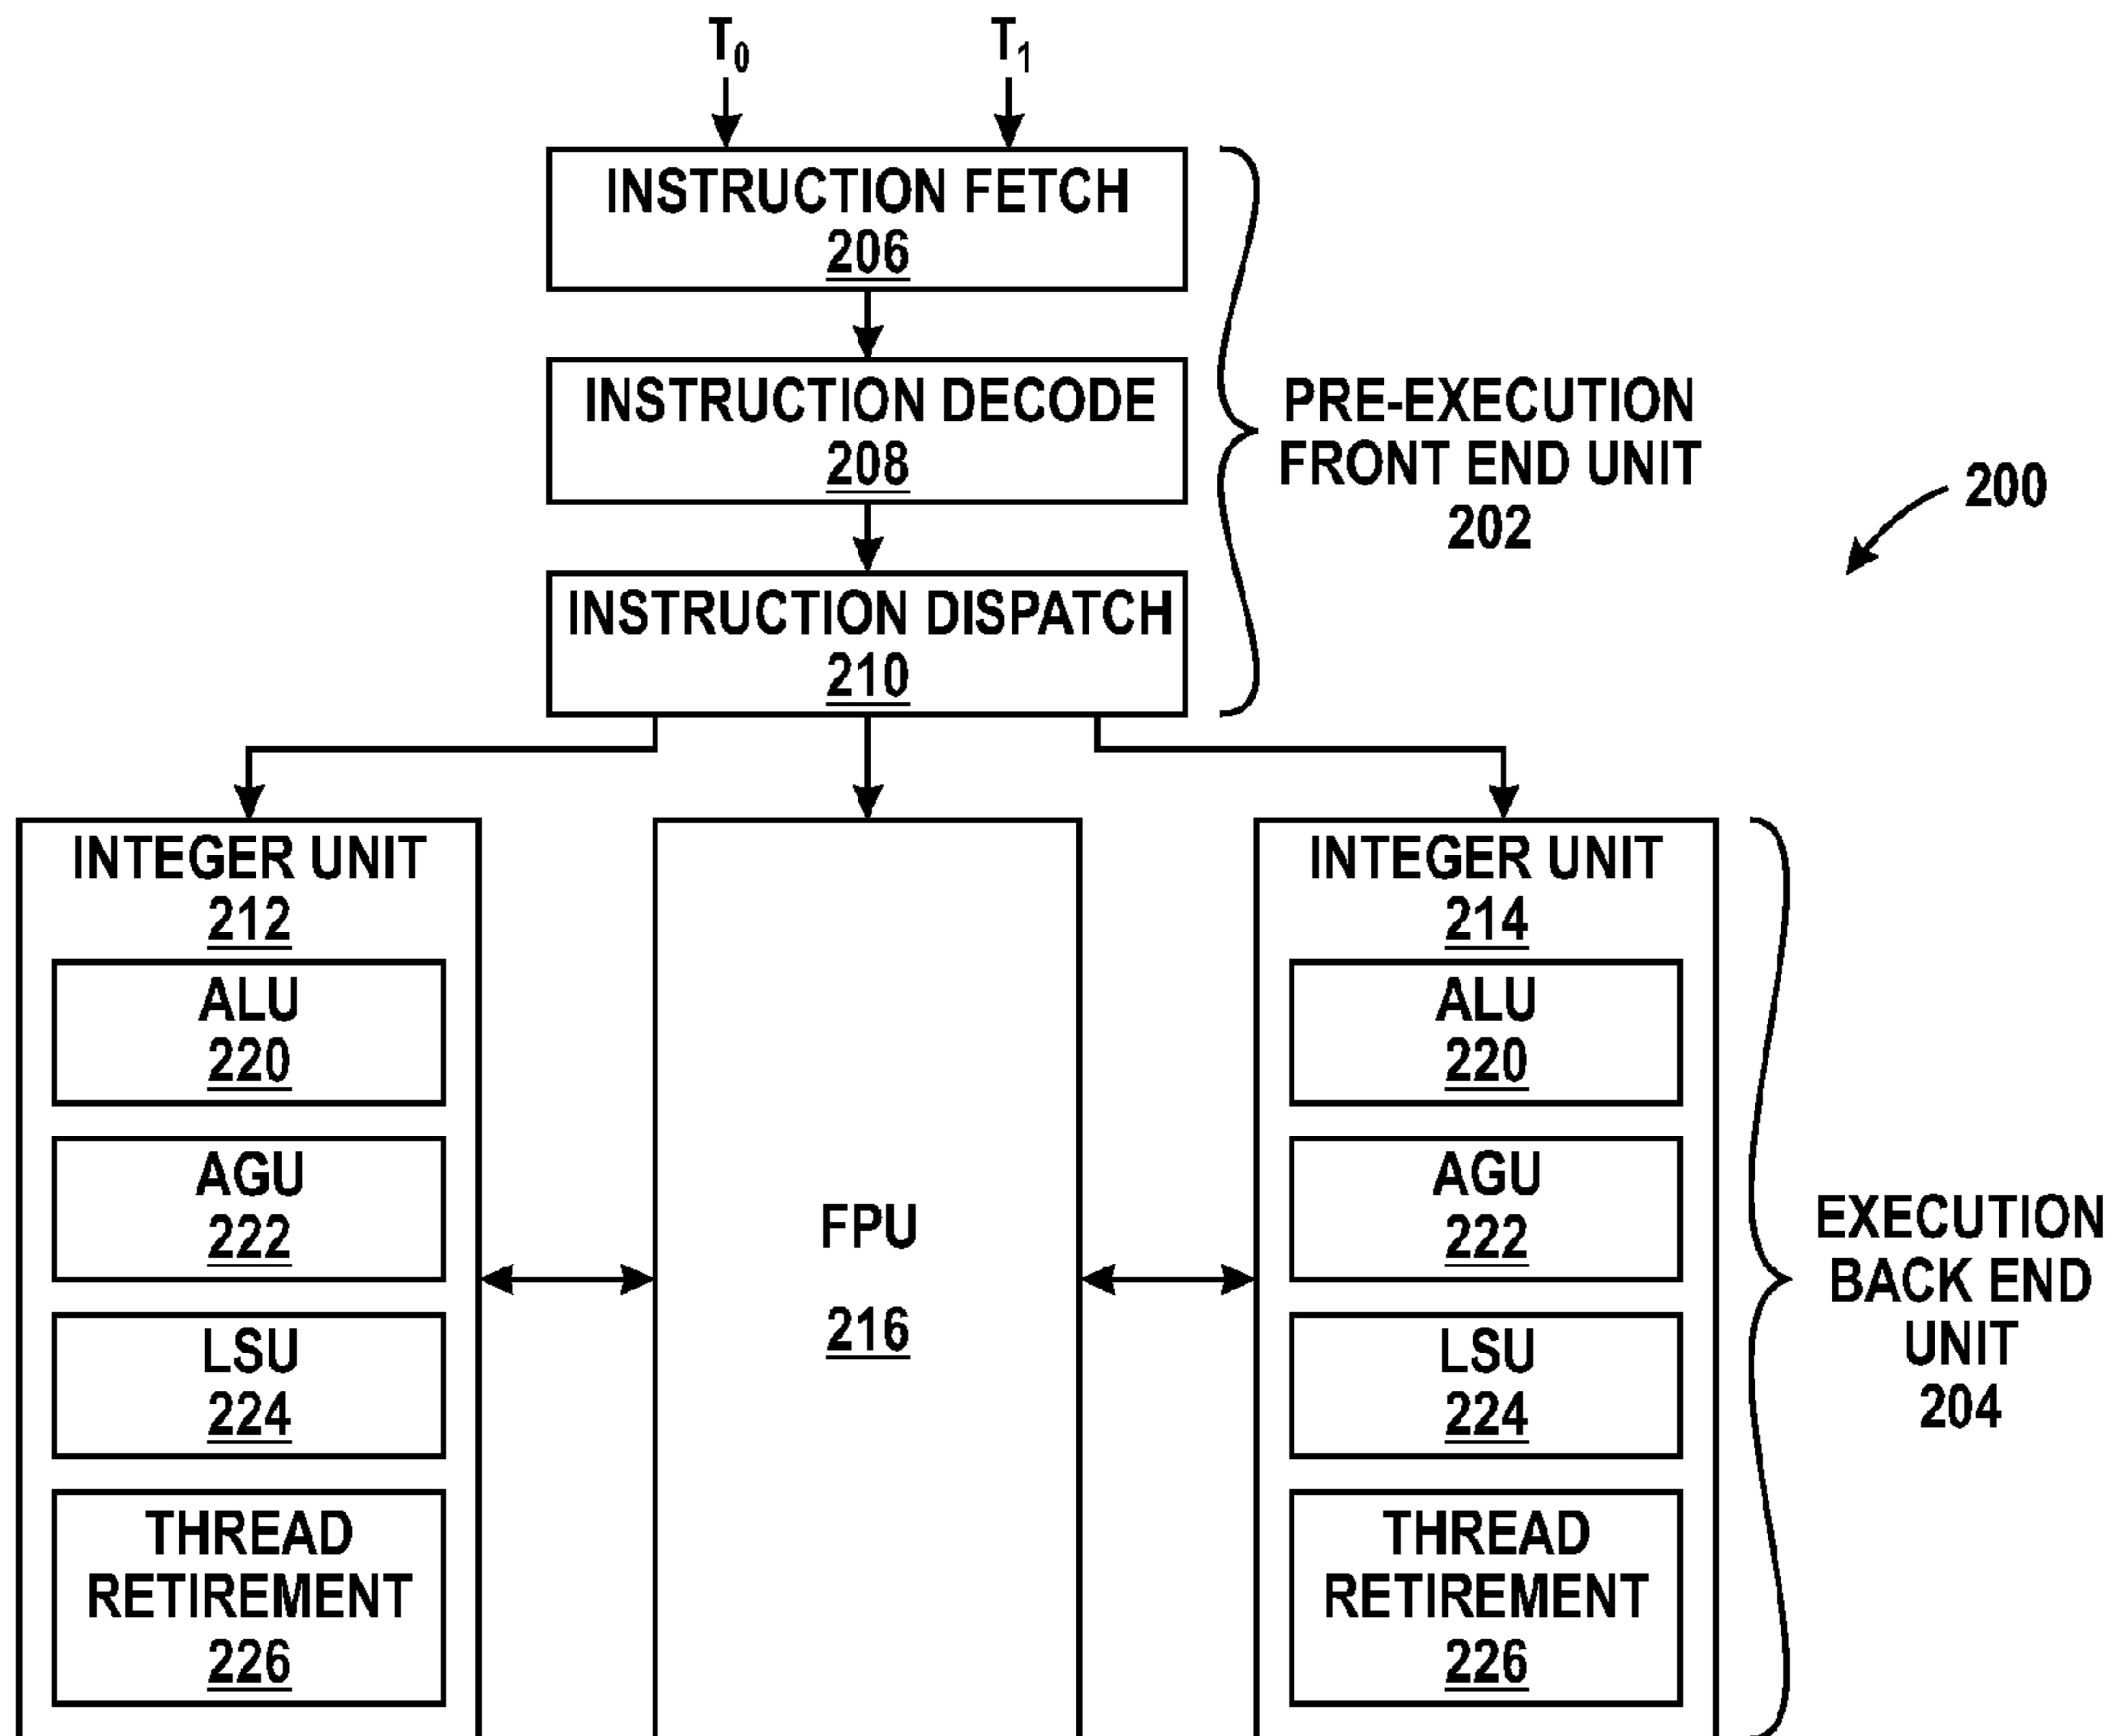 T0 T1
INSTRUCTION FETCH
206
INSTRUCTION DECODE
208
INSTRUCTION DISPATCH
210
PRE-EXECUTION
FRONT END UNIT
202
200
INTEGER UNIT
212
ALU
220
AGU
222
LSU
224
THREAD
RETIREMENT
226
FPU
216
INTEGER UNIT
214
ALU
220
AGU
222
LSU
224
THREAD
RETIREMENT
226
EXECUTION
BACK END
UNIT
204